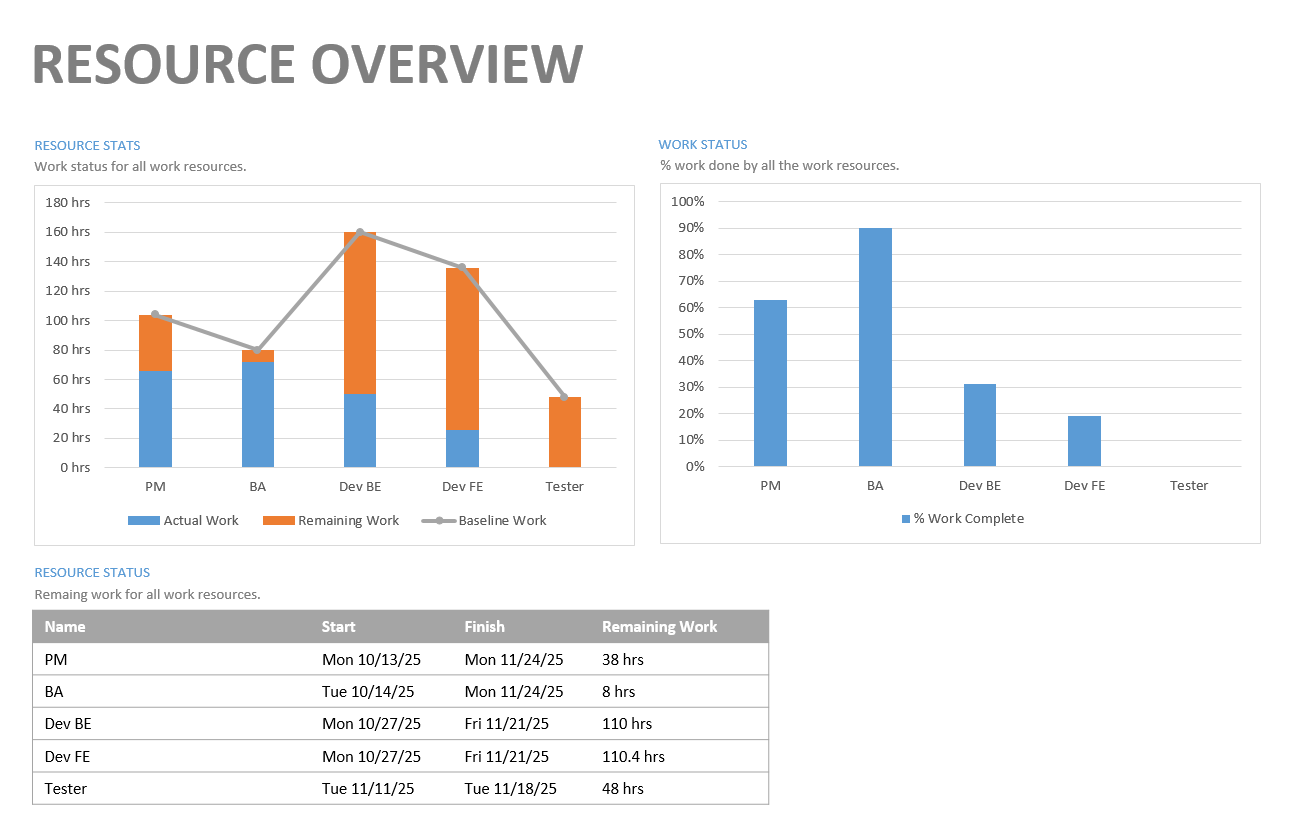 RESOURCE OVERVIEW
RESOURCE STATS
Work status for all work resources.
180 hrs
160 hrs
140 hrs
120 hrs
100 hrs
80 hrs
60 hrs
40 hrs
20 hrs
0 hrs
PM BA Dev BE Dev FE Tester
Actual Work Remaining Work Baseline Work
WORK STATUS
% work done by all the work resources.
100%
90%
80%
70%
60%
50%
40%
30%
20%
10%
0%
PM BA Dev BE Dev FE Tester
% Work Complete
RESOURCE STATUS
Remaing work for all work resources.
Name Start Finish Remaining Work
PM Mon 10/13/25 Mon 11/24/25 38 hrs
BA Tue 10/14/25 Mon 11/24/25 8 hrs
Dev BE Mon 10/27/25 Fri 11/21/25 110 hrs
Dev FE Mon 10/27/25 Fri 11/21/25 110.4 hrs
Tester Tue 11/11/25 Tue 11/18/25 48 hrs